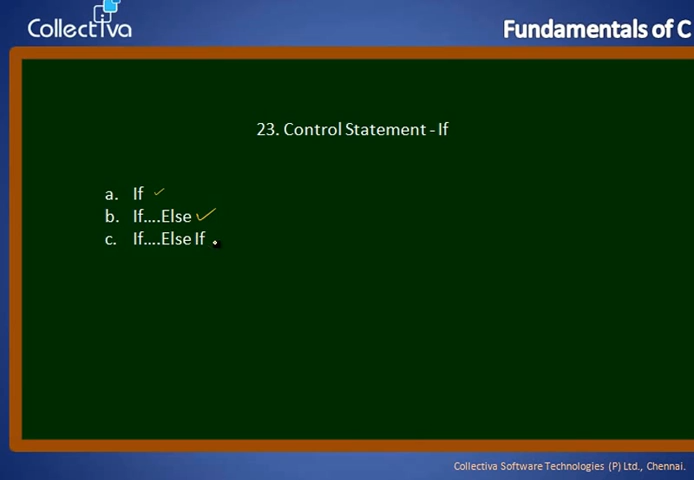 Collectiva
Fundamentals of C
23. Control Statement - If
a. If
b. If....Else
c. If....Else If
Collectiva Software Technologies (P) Ltd., Chennai.